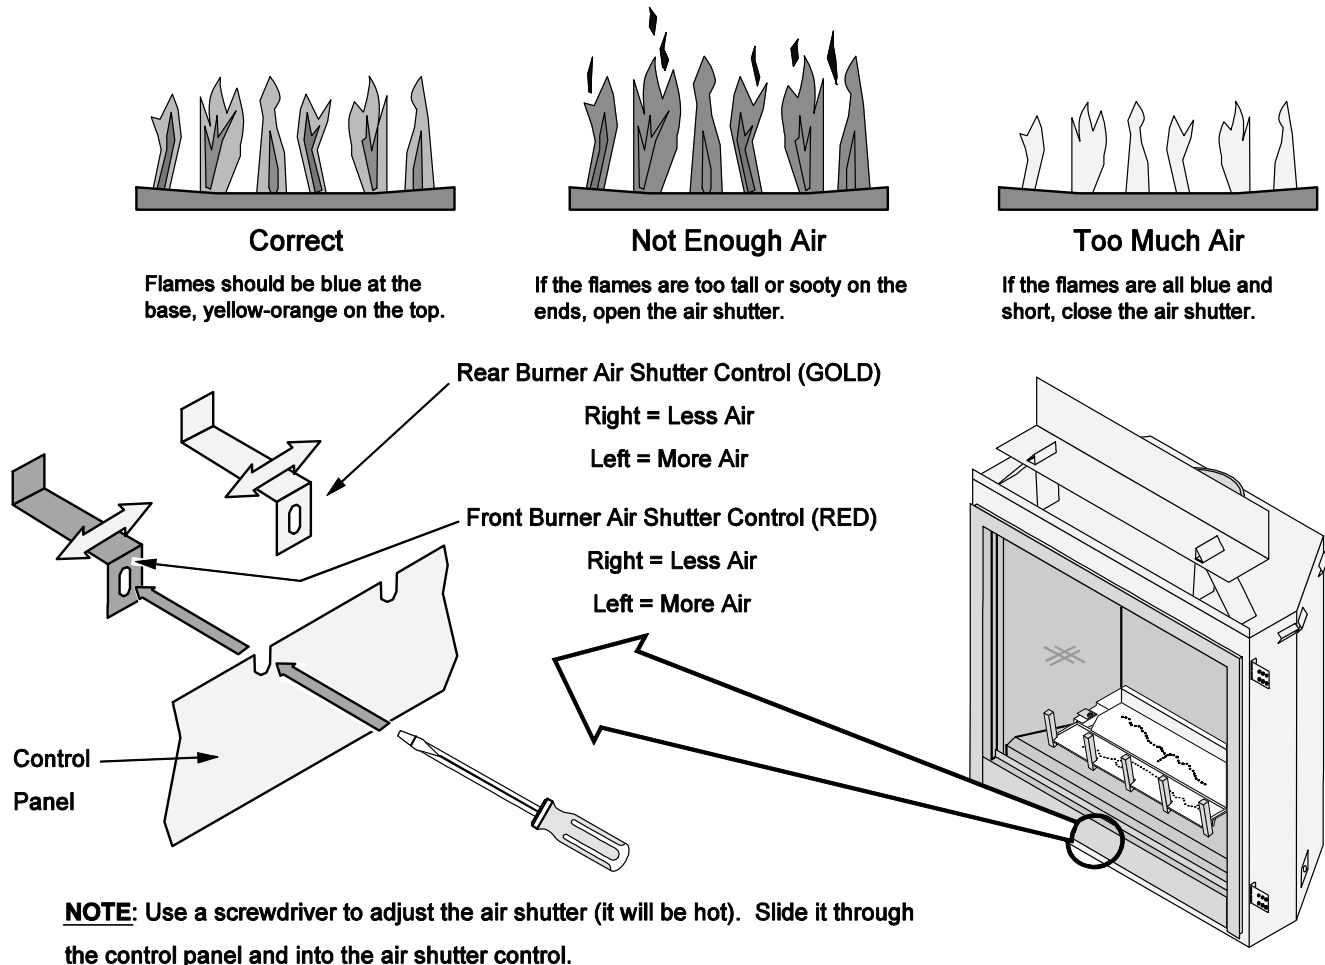 Correct
Flames should be blue at the
base, yellow-orange on the top.
Not Enough Air
If the flames are too tall or sooty on the
ends, open the air shutter.
Too Much Air
If the flames are all blue and
short, close the air shutter.
Rear Burner Air Shutter Control (GOLD)
Right = Less Air
Left = More Air
Front Burner Air Shutter Control (RED)
Right = Less Air
Left = More Air
Control
Panel
NOTE: Use a screwdriver to adjust the air shutter (it will be hot).  Slide it through
the control panel and into the air shutter control.